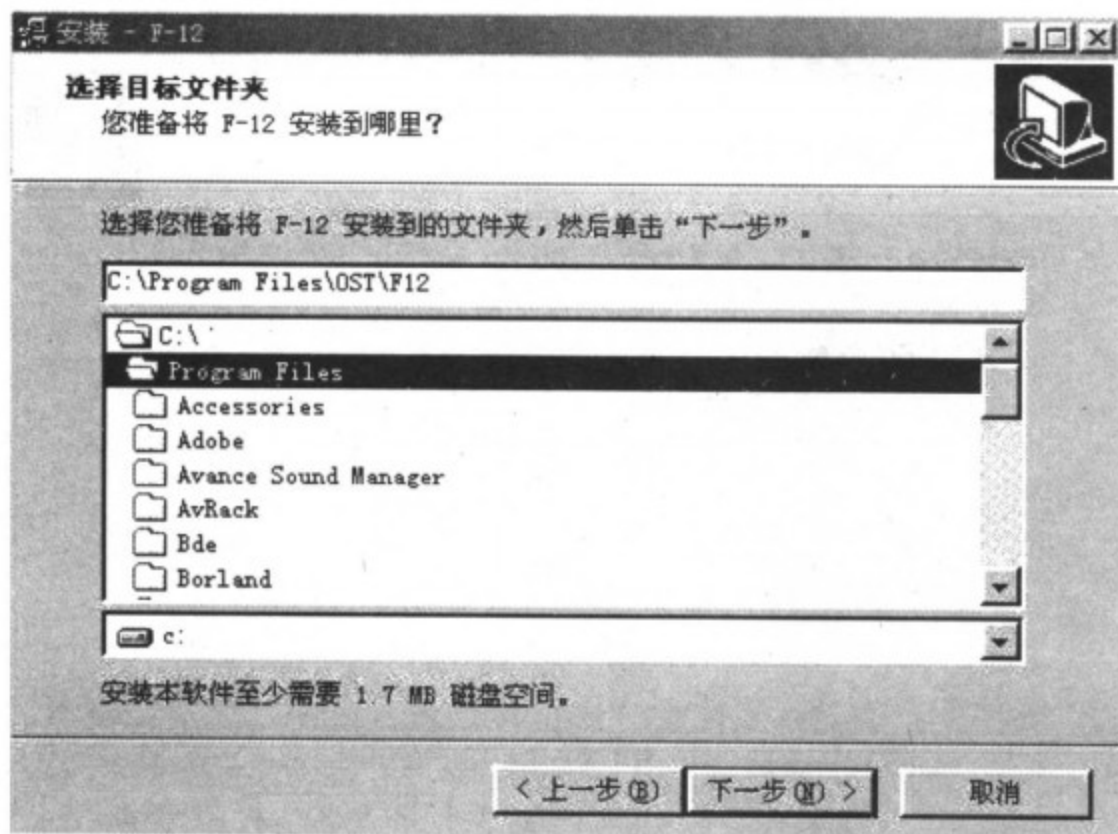 安装 - F-12
选择目标文件夹
您准备将 F-12 安装到哪里?
选择您准备将 F-12 安装到的文件夹,然后单击“下一步”。
C:\Program Files\OST\F12
C:\
Program Files
Accessories
Adobe
Avance Sound Manager
AvRack
Bde
Borland
c:
安装本软件至少需要 1.7 MB 磁盘空间。
< 上一步(B) 下一步(N) > 取消